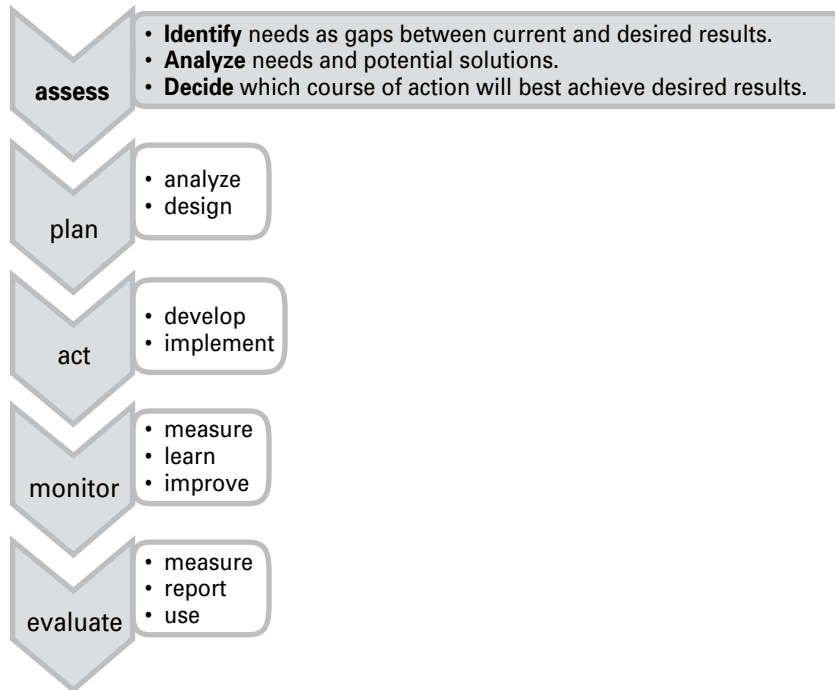 assess
• Identify needs as gaps between current and desired results.
• Analyze needs and potential solutions.
• Decide which course of action will best achieve desired results.
plan
• analyze
• design
act
• develop
• implement
monitor
• measure
• learn
• improve
evaluate
• measure
• report
• use